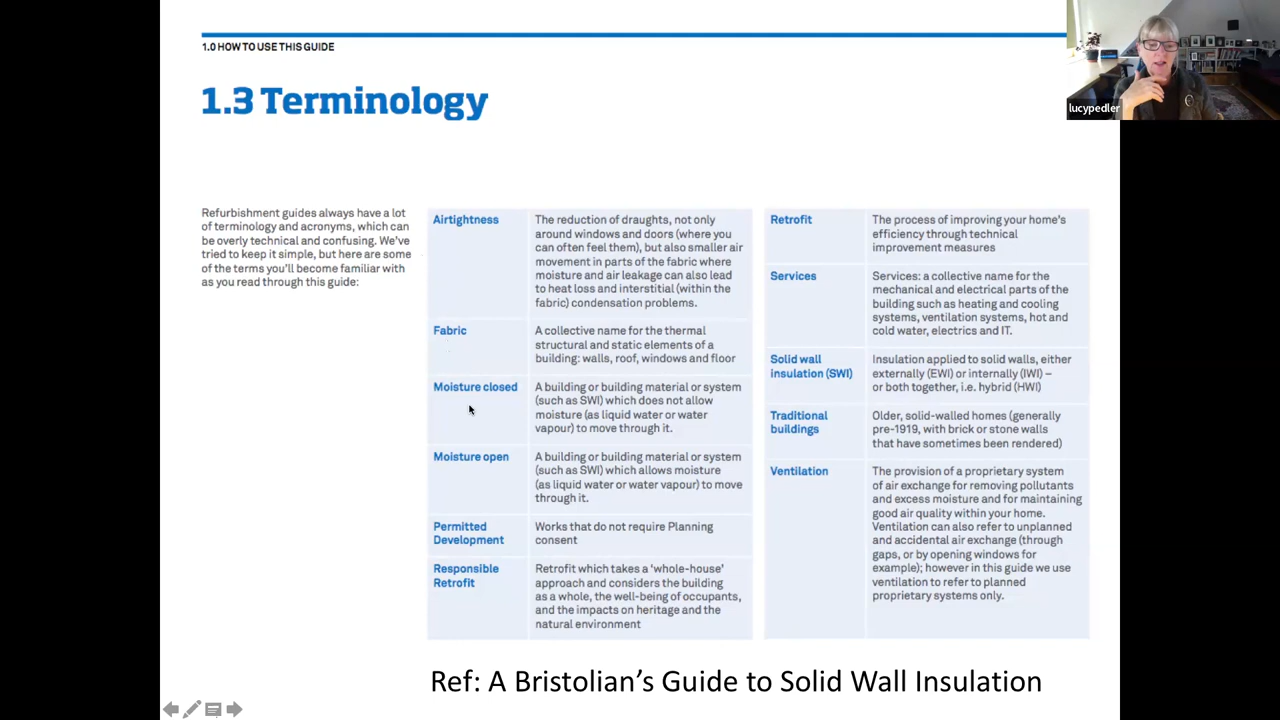 1.0 HOW TO USE THIS GUIDE
1.3 Terminology
lucypedler
Refurbishment guides always have a lot
of terminology and acronyms, which can
be overly technical and confusing. We've
tried to keep it simple, but here are some
of the terms you'll become familiar with
as you read through this guide:
Airtightness
The reduction of draughts, not only
around windows and doors (where you
can often feel them), but also smaller air
movement in parts of the fabric where
moisture and air leakage can also lead
to heat loss and interstitial (within the
fabric) condensation problems.
Fabric
A collective name for the thermal
structural and static elements of a
building: walls, roof, windows and floor
Moisture closed
A building or building material or system
(such as SWI) which does not allow
moisture (as liquid water or water
vapour) to move through it.
Moisture open
A building or building material or system
(such as SWI) which allows moisture
(as liquid water or water vapour) to move
through it.
Permitted
Development
Works that do not require Planning
consent
Responsible
Retrofit
Retrofit which takes a 'whole-house'
approach and considers the building
as a whole, the well-being of occupants,
and the impacts on heritage and the
natural environment
Retrofit
The process of improving your home's
efficiency through technical
improvement measures
Services
Services: a collective name for the
mechanical and electrical parts of the
building such as heating and cooling
systems, ventilation systems, hot and
cold water, electrics and IT.
Solid wall
insulation (SWI)
Insulation applied to solid walls, either
externally (EWI) or internally (IWI) –
or both together, i.e. hybrid (HWI)
Traditional
buildings
Older, solid-walled homes (generally
pre-1919, with brick or stone walls
that have sometimes been rendered)
Ventilation
The provision of a proprietary system
of air exchange for removing pollutants
and excess moisture and for maintaining
good air quality within your home.
Ventilation can also refer to unplanned
and accidental air exchange (through
gaps, or by opening windows for
example); however in this guide we use
ventilation to refer to planned
proprietary systems only.
Ref: A Bristolian's Guide to Solid Wall Insulation